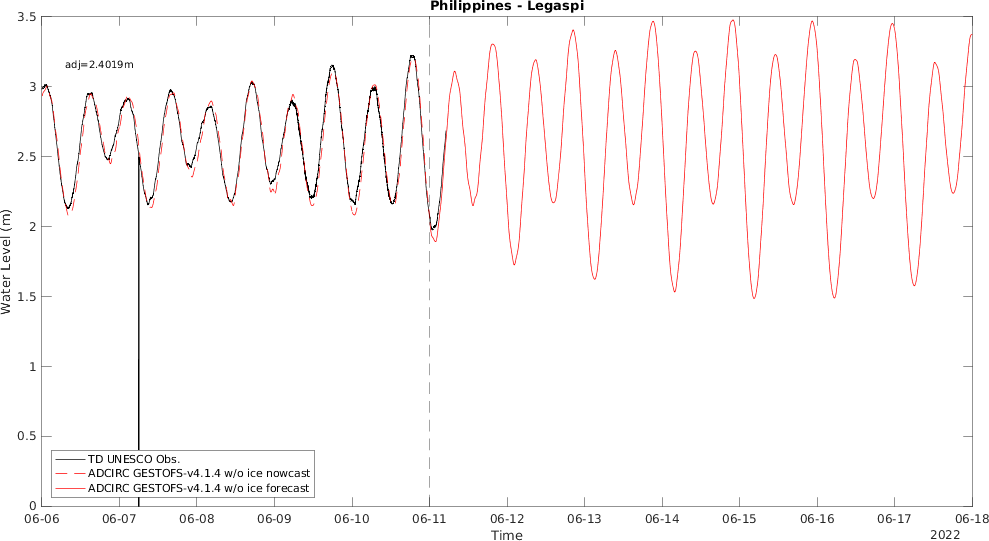 Philippines - Legaspi
adj=2.4019m
3.5
3
2.5
2
1.5
1
0.5
0
Water Level (m)
TD UNESCO Obs.
ADCIRC GESTOFS-v4.1.4 w/o ice nowcast
ADCIRC GESTOFS-v4.1.4 w/o ice forecast
06-06 06-07 06-08 06-09 06-10 06-11 06-12 06-13 06-14 06-15 06-16 06-17 06-18
Time
2022